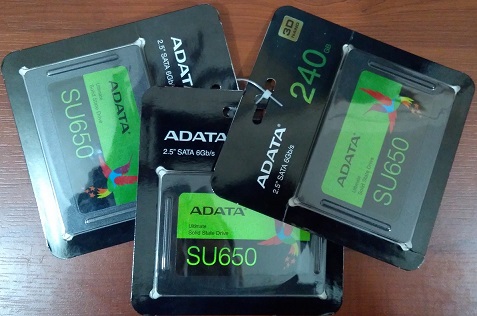 ADATA®
2.5" SATA 6Gb/s
ADATA
SU650
ADATA®
2.5" SATA 6Gb/s
ADATA
Ultimate
Solid State Drive
SU650
3D
240
GB
ADATA®
2.5" SATA 6Gb/s
ADATA
SU650